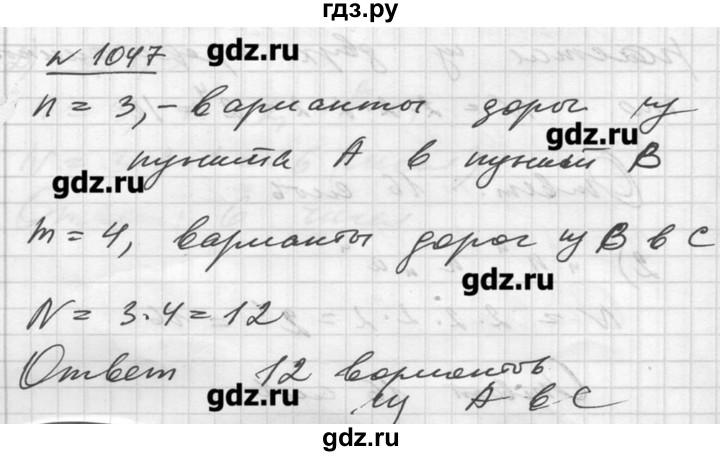 гдз.ру
№ 1047
gdz.ru
n = 3, - варианты дорог из
gdz.ru
пункта А в пункт В
gdz.ru
m = 4, варианты дорог из В в С
gdz.ru
N = 3·4 = 12
Ответ 12 вариантов
gdz.ru
из А в С
gdz.ru